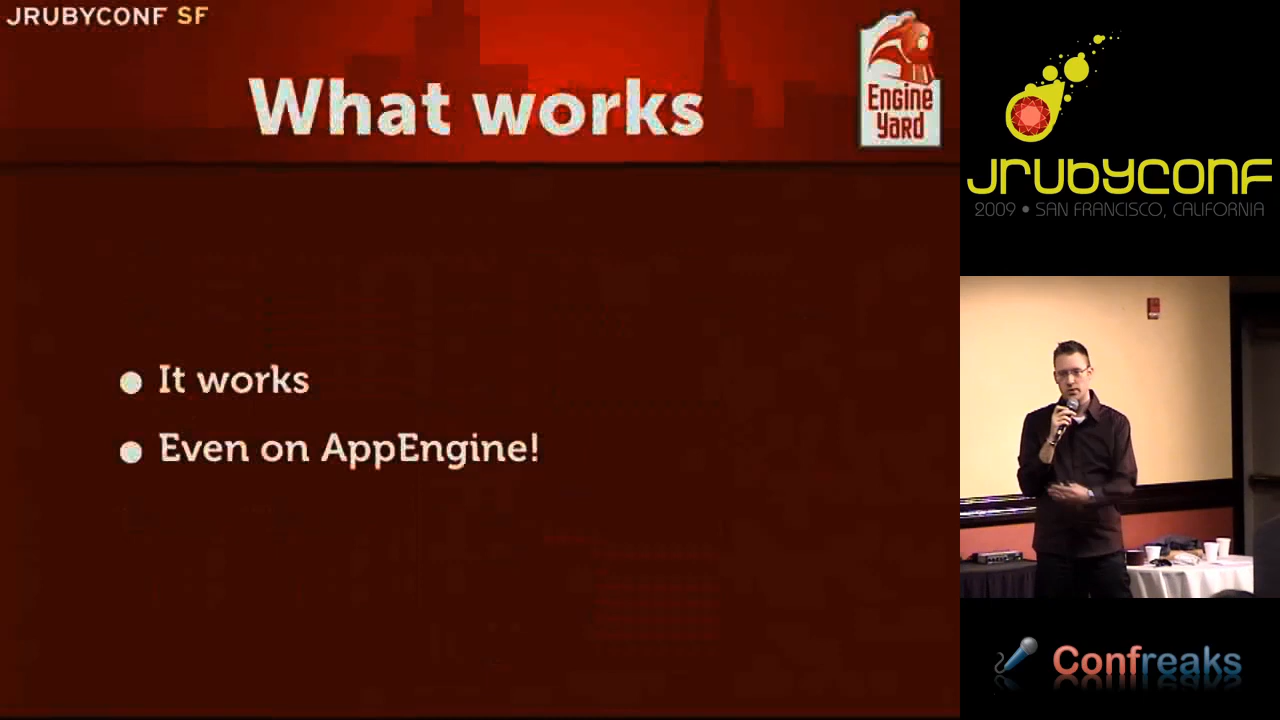 JRUBYCONF SF
What works
Engine
Yard
It works
Even on AppEngine!
JRUBYCONF
2009 • SAN FRANCISCO, CALIFORNIA
Confreaks